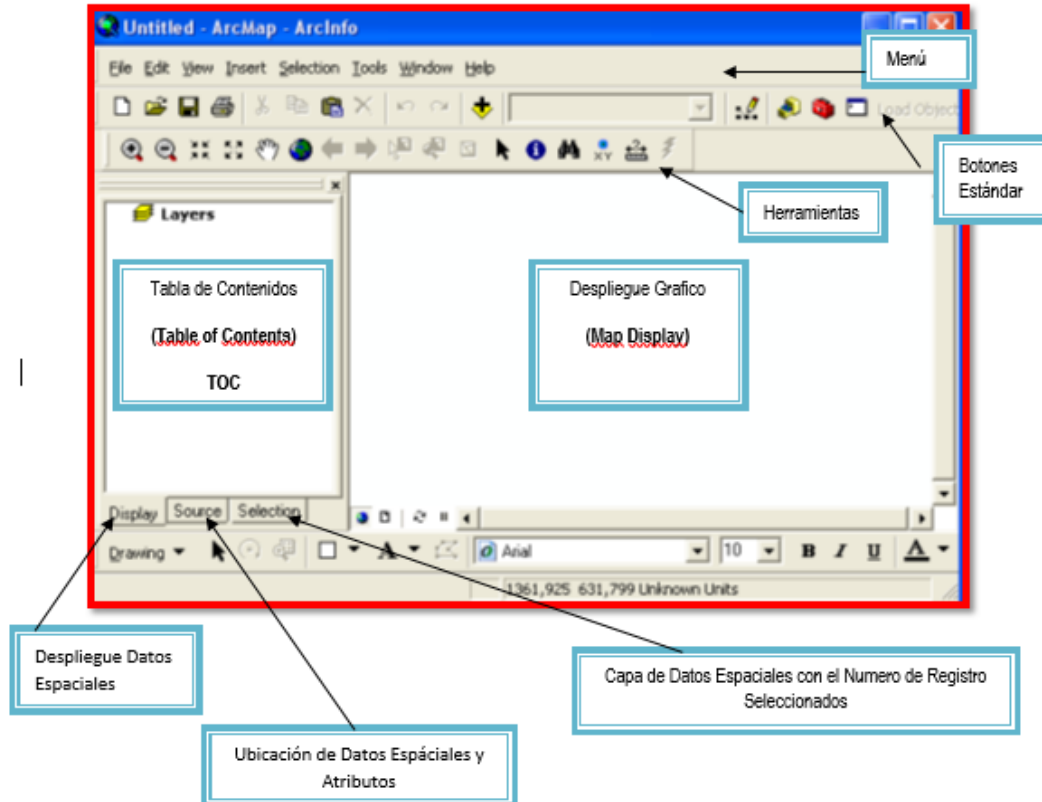 Untitled - ArcMap - ArcInfo
Menú
File Edit View Insert Selection Tools Window Help
Load Object
Botones
Estándar
Herramientas
Layers
Tabla de Contenidos
(Table of Contents)
TOC
Despliegue Grafico
(Map Display)
Display Source Selection
Drawing A Arial 10 B I U A
1361,925 631,799 Unknown Units
Despliegue Datos
Espaciales
Capa de Datos Espaciales con el Numero de Registro
Seleccionados
Ubicación de Datos Espáciales y
Atributos